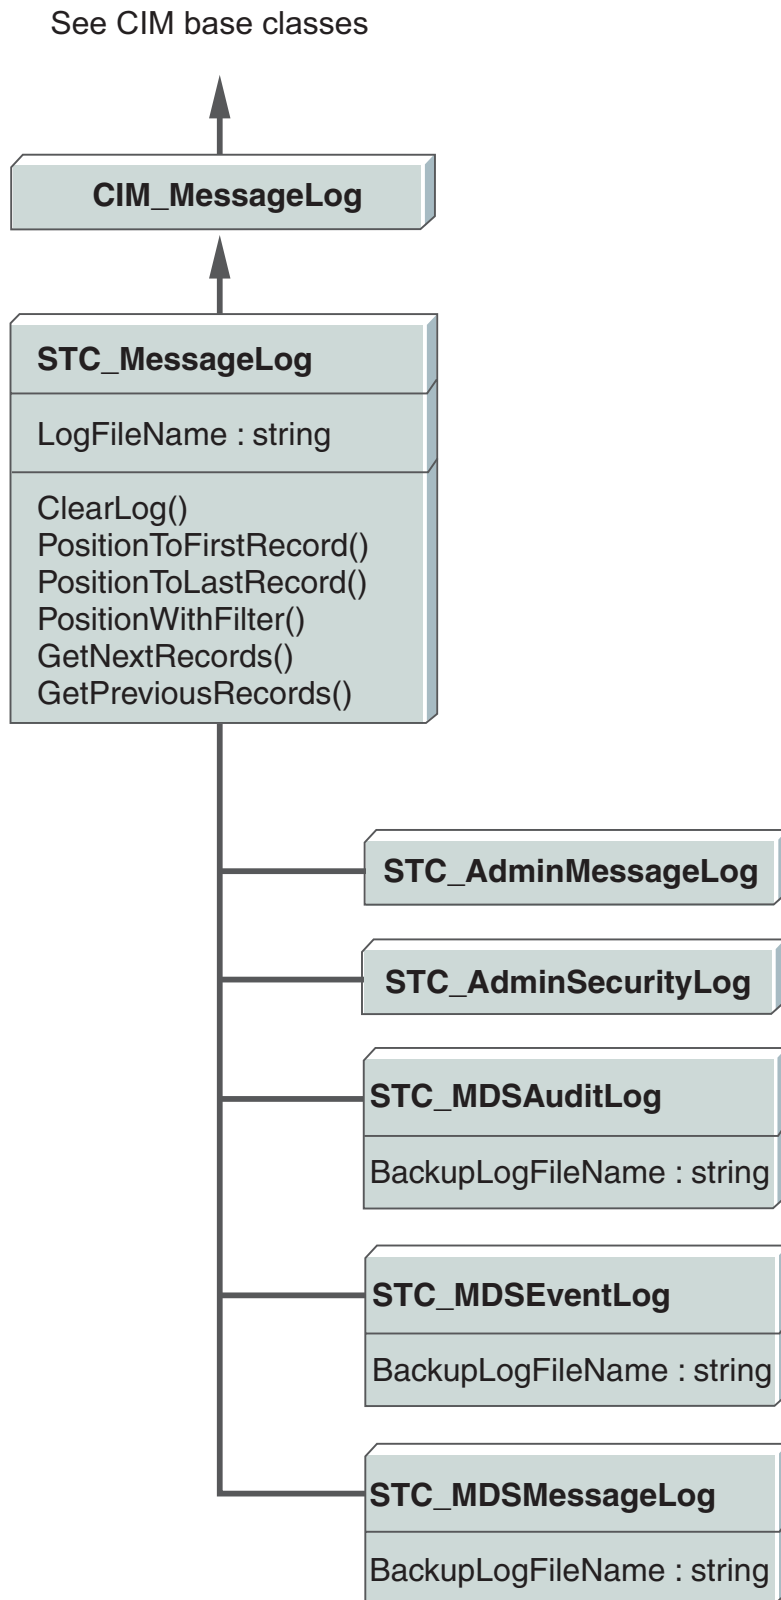 See CIM base classes
CIM_MessageLog
STC_MessageLog
LogFileName : string
ClearLog()
PositionToFirstRecord()
PositionToLastRecord()
PositionWithFilter()
GetNextRecords()
GetPreviousRecords()
STC_AdminMessageLog
STC_AdminSecurityLog
STC_MDSAuditLog
BackupLogFileName : string
STC_MDSEventLog
BackupLogFileName : string
STC_MDSMessageLog
BackupLogFileName : string